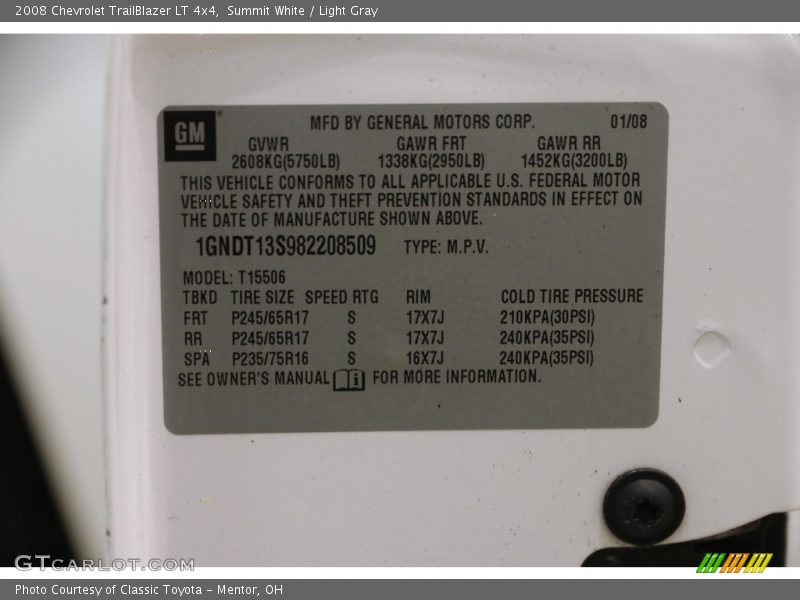 2008 Chevrolet TrailBlazer LT 4x4, Summit White / Light Gray
GM
MFD BY GENERAL MOTORS CORP. 01/08
GVWR GAWR FRT GAWR RR
2608KG(5750LB) 1338KG(2950LB) 1452KG(3200LB)
THIS VEHICLE CONFORMS TO ALL APPLICABLE U.S. FEDERAL MOTOR
VEHICLE SAFETY AND THEFT PREVENTION STANDARDS IN EFFECT ON
THE DATE OF MANUFACTURE SHOWN ABOVE.
1GNDT13S982208509 TYPE: M.P.V.
MODEL: T15506
TBKD TIRE SIZE SPEED RTG RIM COLD TIRE PRESSURE
FRT P245/65R17 S 17X7J 210KPA(30PSI)
RR P245/65R17 S 17X7J 240KPA(35PSI)
SPA P235/75R16 S 16X7J 240KPA(35PSI)
SEE OWNER'S MANUAL i FOR MORE INFORMATION.
GTCARLOT.COM
Photo Courtesy of Classic Toyota - Mentor, OH